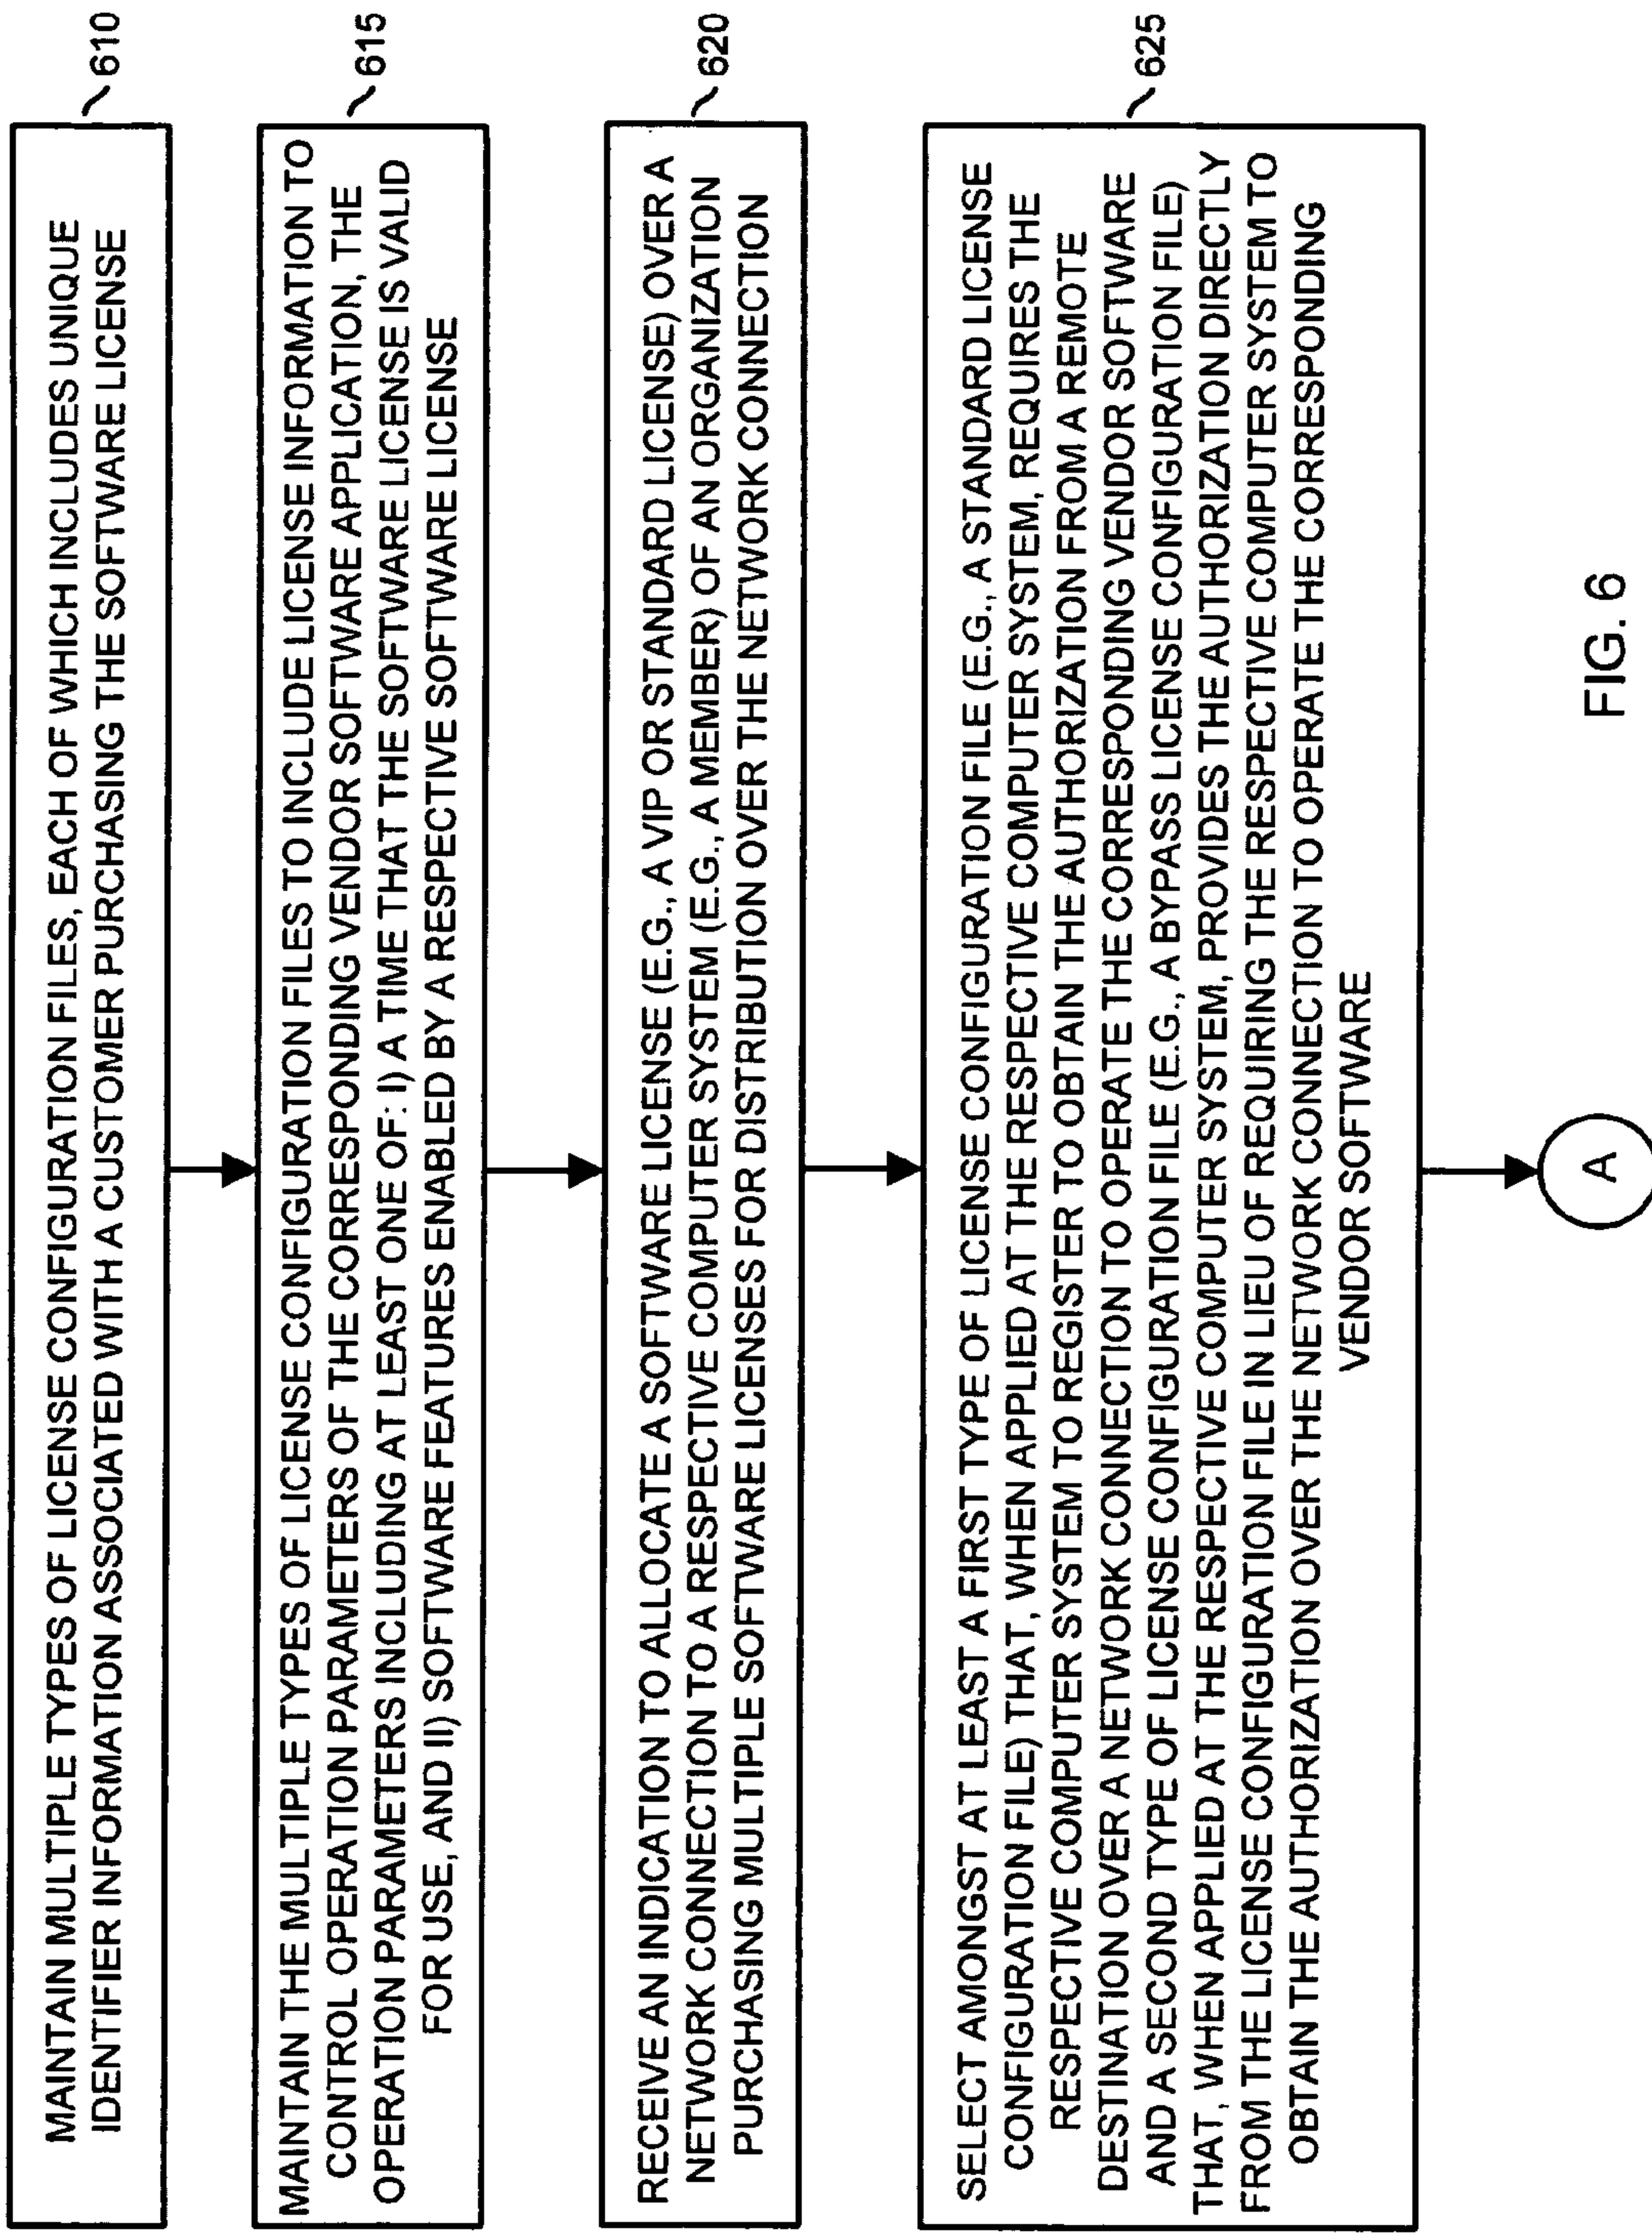 MAINTAIN MULTIPLE TYPES OF LICENSE CONFIGURATION FILES, EACH OF WHICH INCLUDES UNIQUE
IDENTIFIER INFORMATION ASSOCIATED WITH A CUSTOMER PURCHASING THE SOFTWARE LICENSE
610
MAINTAIN THE MULTIPLE TYPES OF LICENSE CONFIGURATION FILES TO INCLUDE LICENSE INFORMATION TO
CONTROL OPERATION PARAMETERS OF THE CORRESPONDING VENDOR SOFTWARE APPLICATION, THE
OPERATION PARAMETERS INCLUDING AT LEAST ONE OF: I) A TIME THAT THE SOFTWARE LICENSE IS VALID
FOR USE, AND II) SOFTWARE FEATURES ENABLED BY A RESPECTIVE SOFTWARE LICENSE
615
RECEIVE AN INDICATION TO ALLOCATE A SOFTWARE LICENSE (E.G., A VIP OR STANDARD LICENSE) OVER A
NETWORK CONNECTION TO A RESPECTIVE COMPUTER SYSTEM (E.G., A MEMBER) OF AN ORGANIZATION
PURCHASING MULTIPLE SOFTWARE LICENSES FOR DISTRIBUTION OVER THE NETWORK CONNECTION
620
SELECT AMONGST AT LEAST A FIRST TYPE OF LICENSE CONFIGURATION FILE (E.G., A STANDARD LICENSE
CONFIGURATION FILE) THAT, WHEN APPLIED AT THE RESPECTIVE COMPUTER SYSTEM, REQUIRES THE
RESPECTIVE COMPUTER SYSTEM TO REGISTER TO OBTAIN THE AUTHORIZATION FROM A REMOTE
DESTINATION OVER A NETWORK CONNECTION TO OPERATE THE CORRESPONDING VENDOR SOFTWARE
AND A SECOND TYPE OF LICENSE CONFIGURATION FILE (E.G., A BYPASS LICENSE CONFIGURATION FILE)
THAT, WHEN APPLIED AT THE RESPECTIVE COMPUTER SYSTEM, PROVIDES THE AUTHORIZATION DIRECTLY
FROM THE LICENSE CONFIGURATION FILE IN LIEU OF REQUIRING THE RESPECTIVE COMPUTER SYSTEM TO
OBTAIN THE AUTHORIZATION OVER THE NETWORK CONNECTION TO OPERATE THE CORRESPONDING
VENDOR SOFTWARE
625
A
FIG. 6